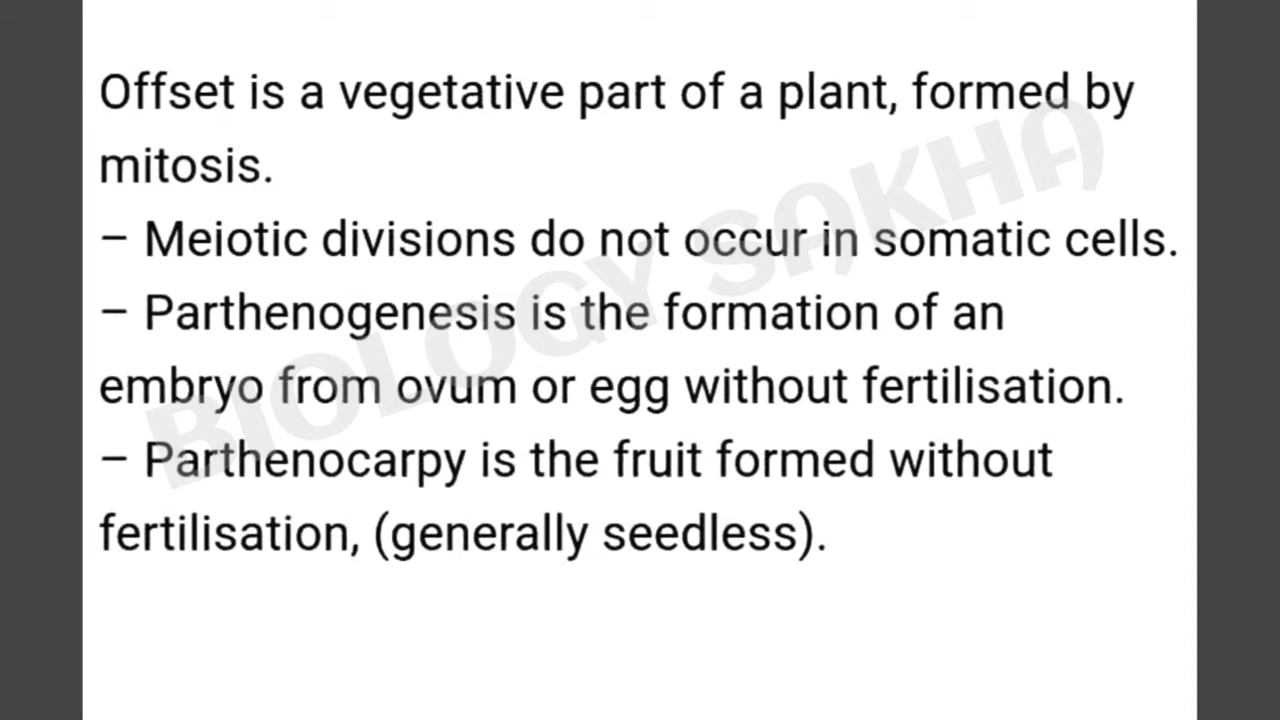 Offset is a vegetative part of a plant, formed by
mitosis.
– Meiotic divisions do not occur in somatic cells.
– Parthenogenesis is the formation of an
embryo from ovum or egg without fertilisation.
– Parthenocarpy is the fruit formed without
fertilisation, (generally seedless).
BIOLOGY SAKHA